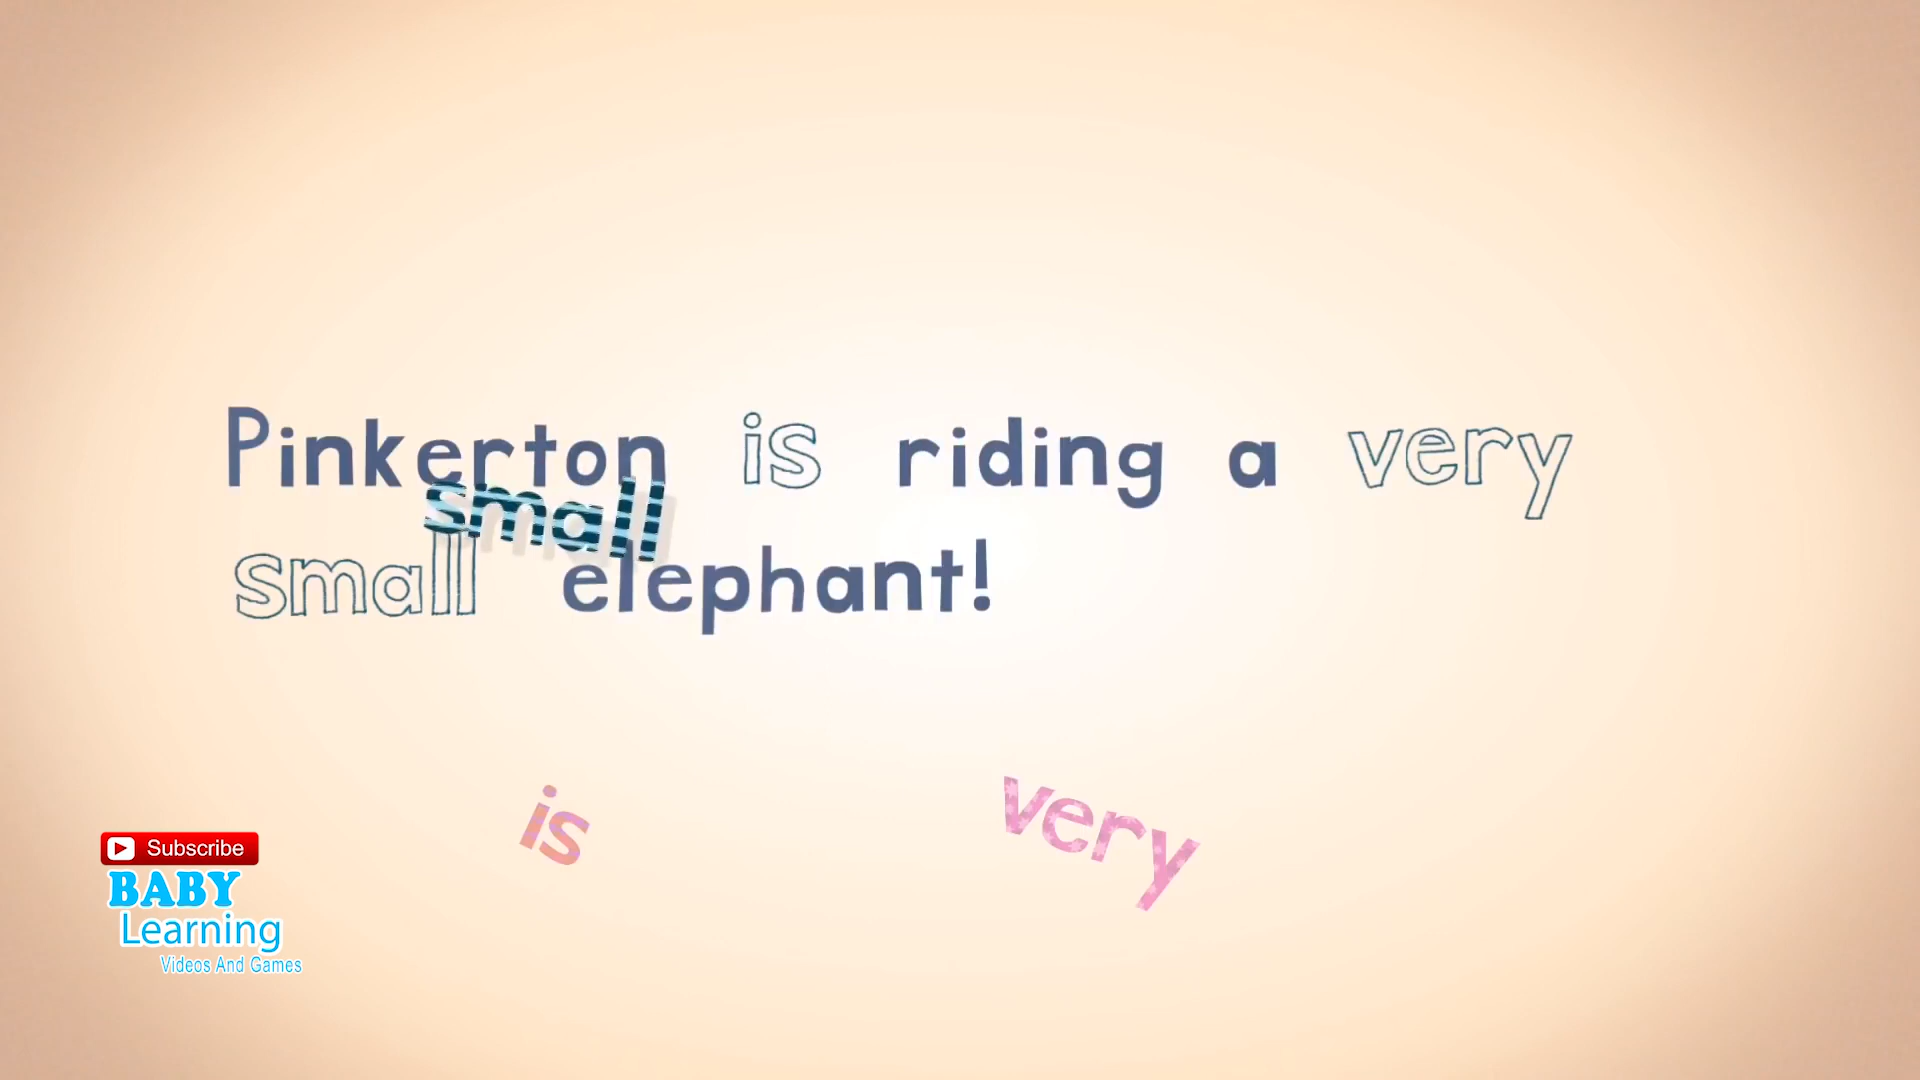 Pinkerton is riding a very
small
small elephant!
is very
Subscribe
BABY
Learning
Videos And Games